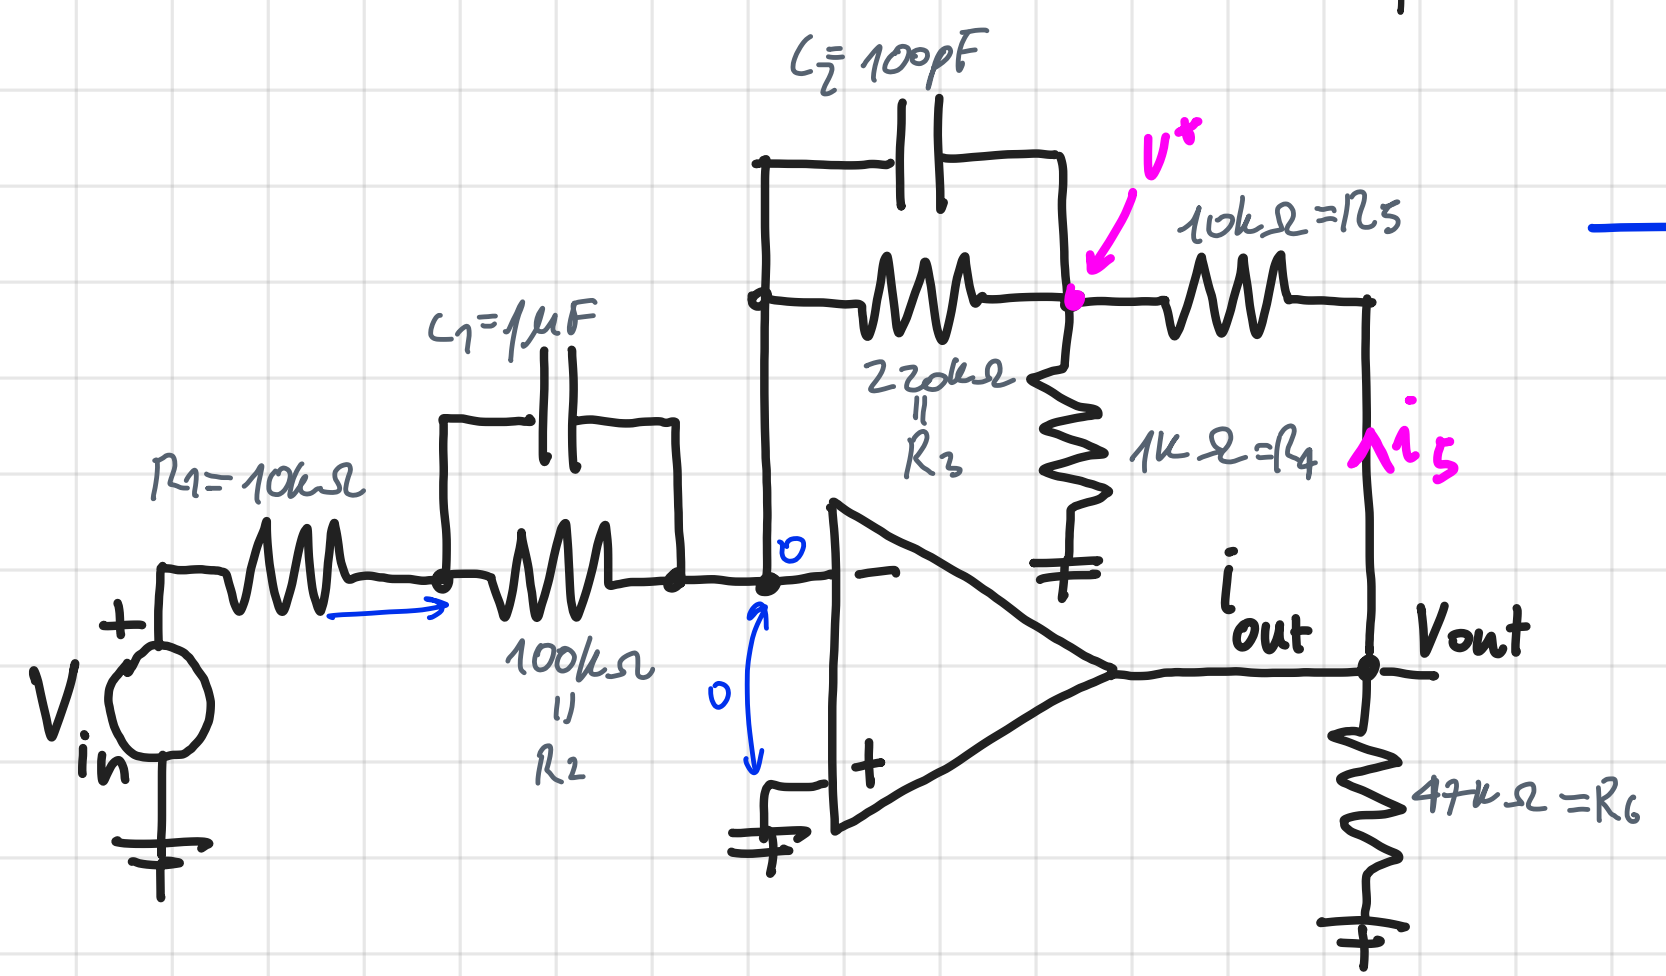 C₂= 100pF
V*
10kΩ=R5
C₁=1μF
220kΩ
=
R3
1kΩ=R4
i5
R1=10kΩ
0
iout
Vout
+
−
100kΩ
=
R2
0
Vin
+
47kΩ=R6